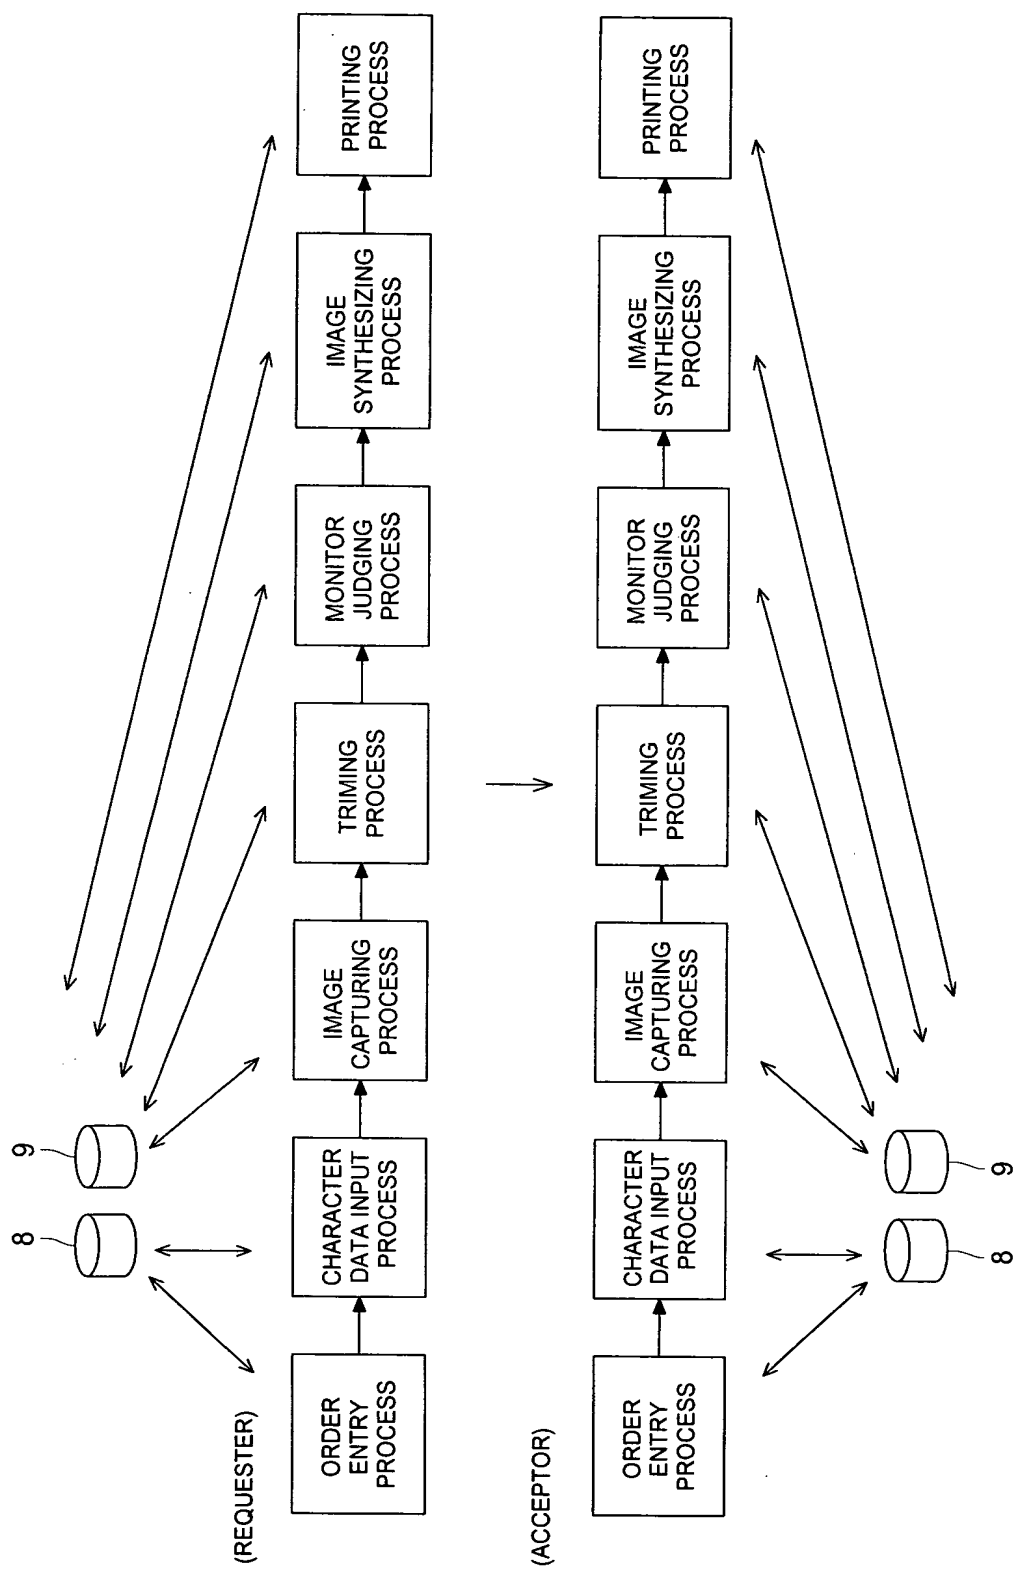 8
9
(REQUESTER)
ORDER
ENTRY
PROCESS
CHARACTER
DATA INPUT
PROCESS
IMAGE
CAPTURING
PROCESS
TRIMING
PROCESS
MONITOR
JUDGING
PROCESS
IMAGE
SYNTHESIZING
PROCESS
PRINTING
PROCESS
(ACCEPTOR)
ORDER
ENTRY
PROCESS
CHARACTER
DATA INPUT
PROCESS
IMAGE
CAPTURING
PROCESS
TRIMING
PROCESS
MONITOR
JUDGING
PROCESS
IMAGE
SYNTHESIZING
PROCESS
PRINTING
PROCESS
8
9